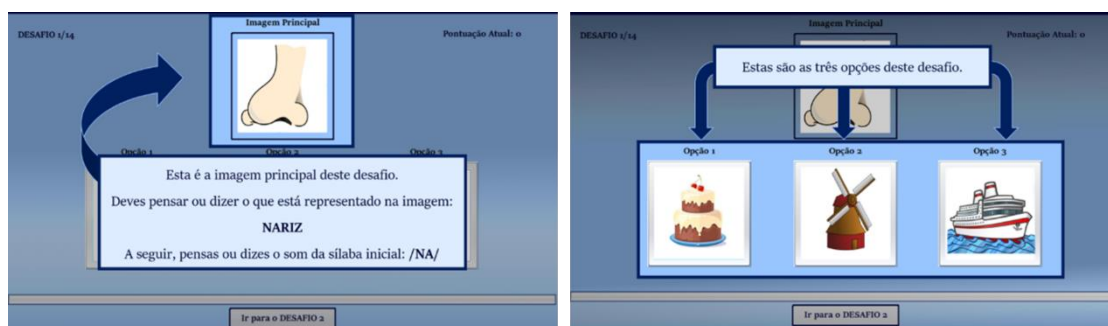 DESAFIO 1/14
Imagem Principal
Pontuação Atual: 0
Opção 1
Opção 2
Opção 3
Esta é a imagem principal deste desafio.
Deves pensar ou dizer o que está representado na imagem:
NARIZ
A seguir, pensas ou dizes o som da sílaba inicial: /NA/
Ir para o DESAFIO 2
DESAFIO 1/14
Imagem Principal
Pontuação Atual: 0
Estas são as três opções deste desafio.
Opção 1
Opção 2
Opção 3
Ir para o DESAFIO 2